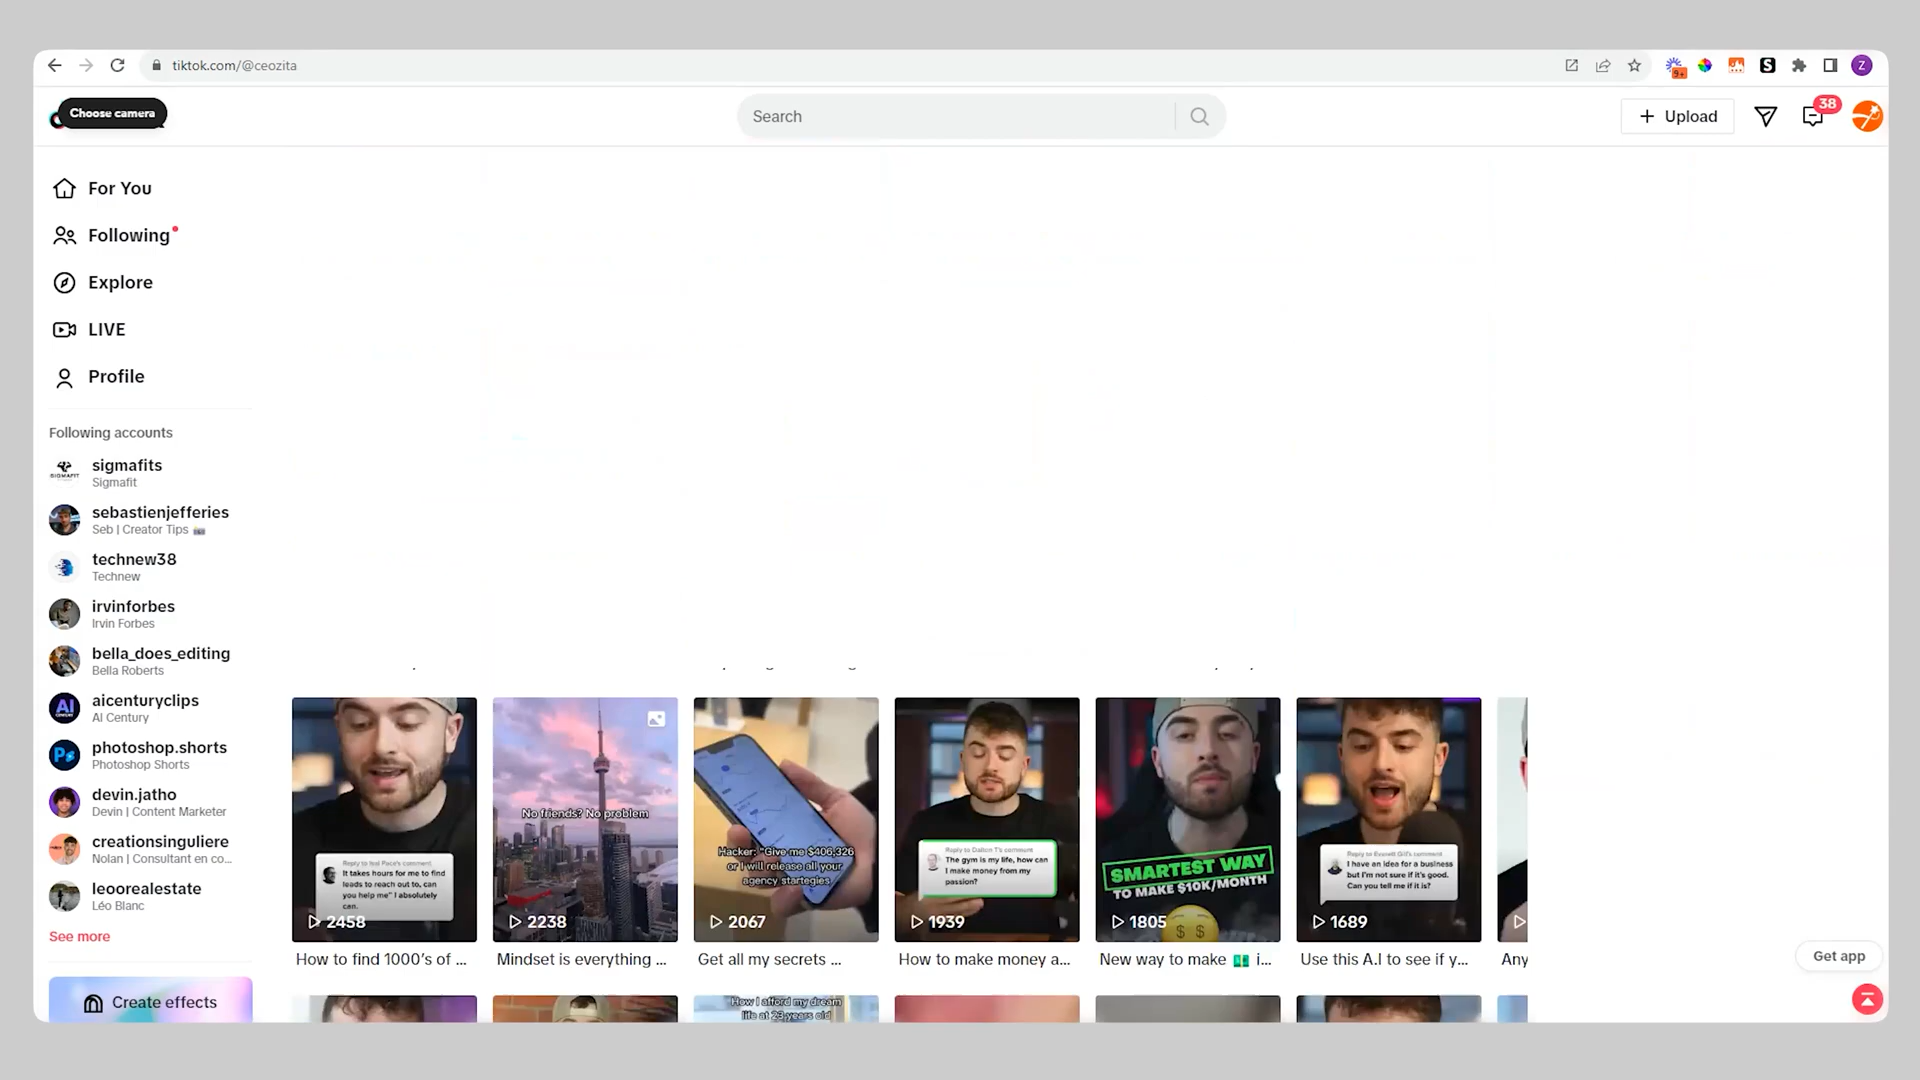 tiktok.com/@ceozita
9+
Z
Choose camera
Search
Upload
38
For You
Following
Explore
LIVE
Profile
Following accounts
sigmafits
Sigmafit
sebastienjefferies
Seb | Creator Tips
technew38
Technew
irvinforbes
Irvin Forbes
bella_does_editing
Bella Roberts
aicenturyclips
AI Century
photoshop.shorts
Photoshop Shorts
devin.jatho
Devin | Content Marketer
creationsinguliere
Nolan | Consultant en co...
leoorealestate
Léo Blanc
See more
Create effects
Reply to Neil Pace's comment
It takes hours for me to find
leads to reach out to, can
you help me" I absolutely
can.
2458
How to find 1000's of ...
No friends? No problem
2238
Mindset is everything ...
Hacker: "Give me $406,326
or I will release all your
agency startegies
2067
Get all my secrets ...
Reply to Dalton T's comment
The gym is my life, how can
I make money from my
passion?
1939
How to make money a...
SMARTEST WAY
TO MAKE $10K/MONTH
1805
New way to make 💵 i...
I have an idea for a business
but I'm not sure if it's good.
Can you tell me if it is?
1689
Use this A.I to see if y...
Any
How I afford my dream
life at 23 years old
Get app